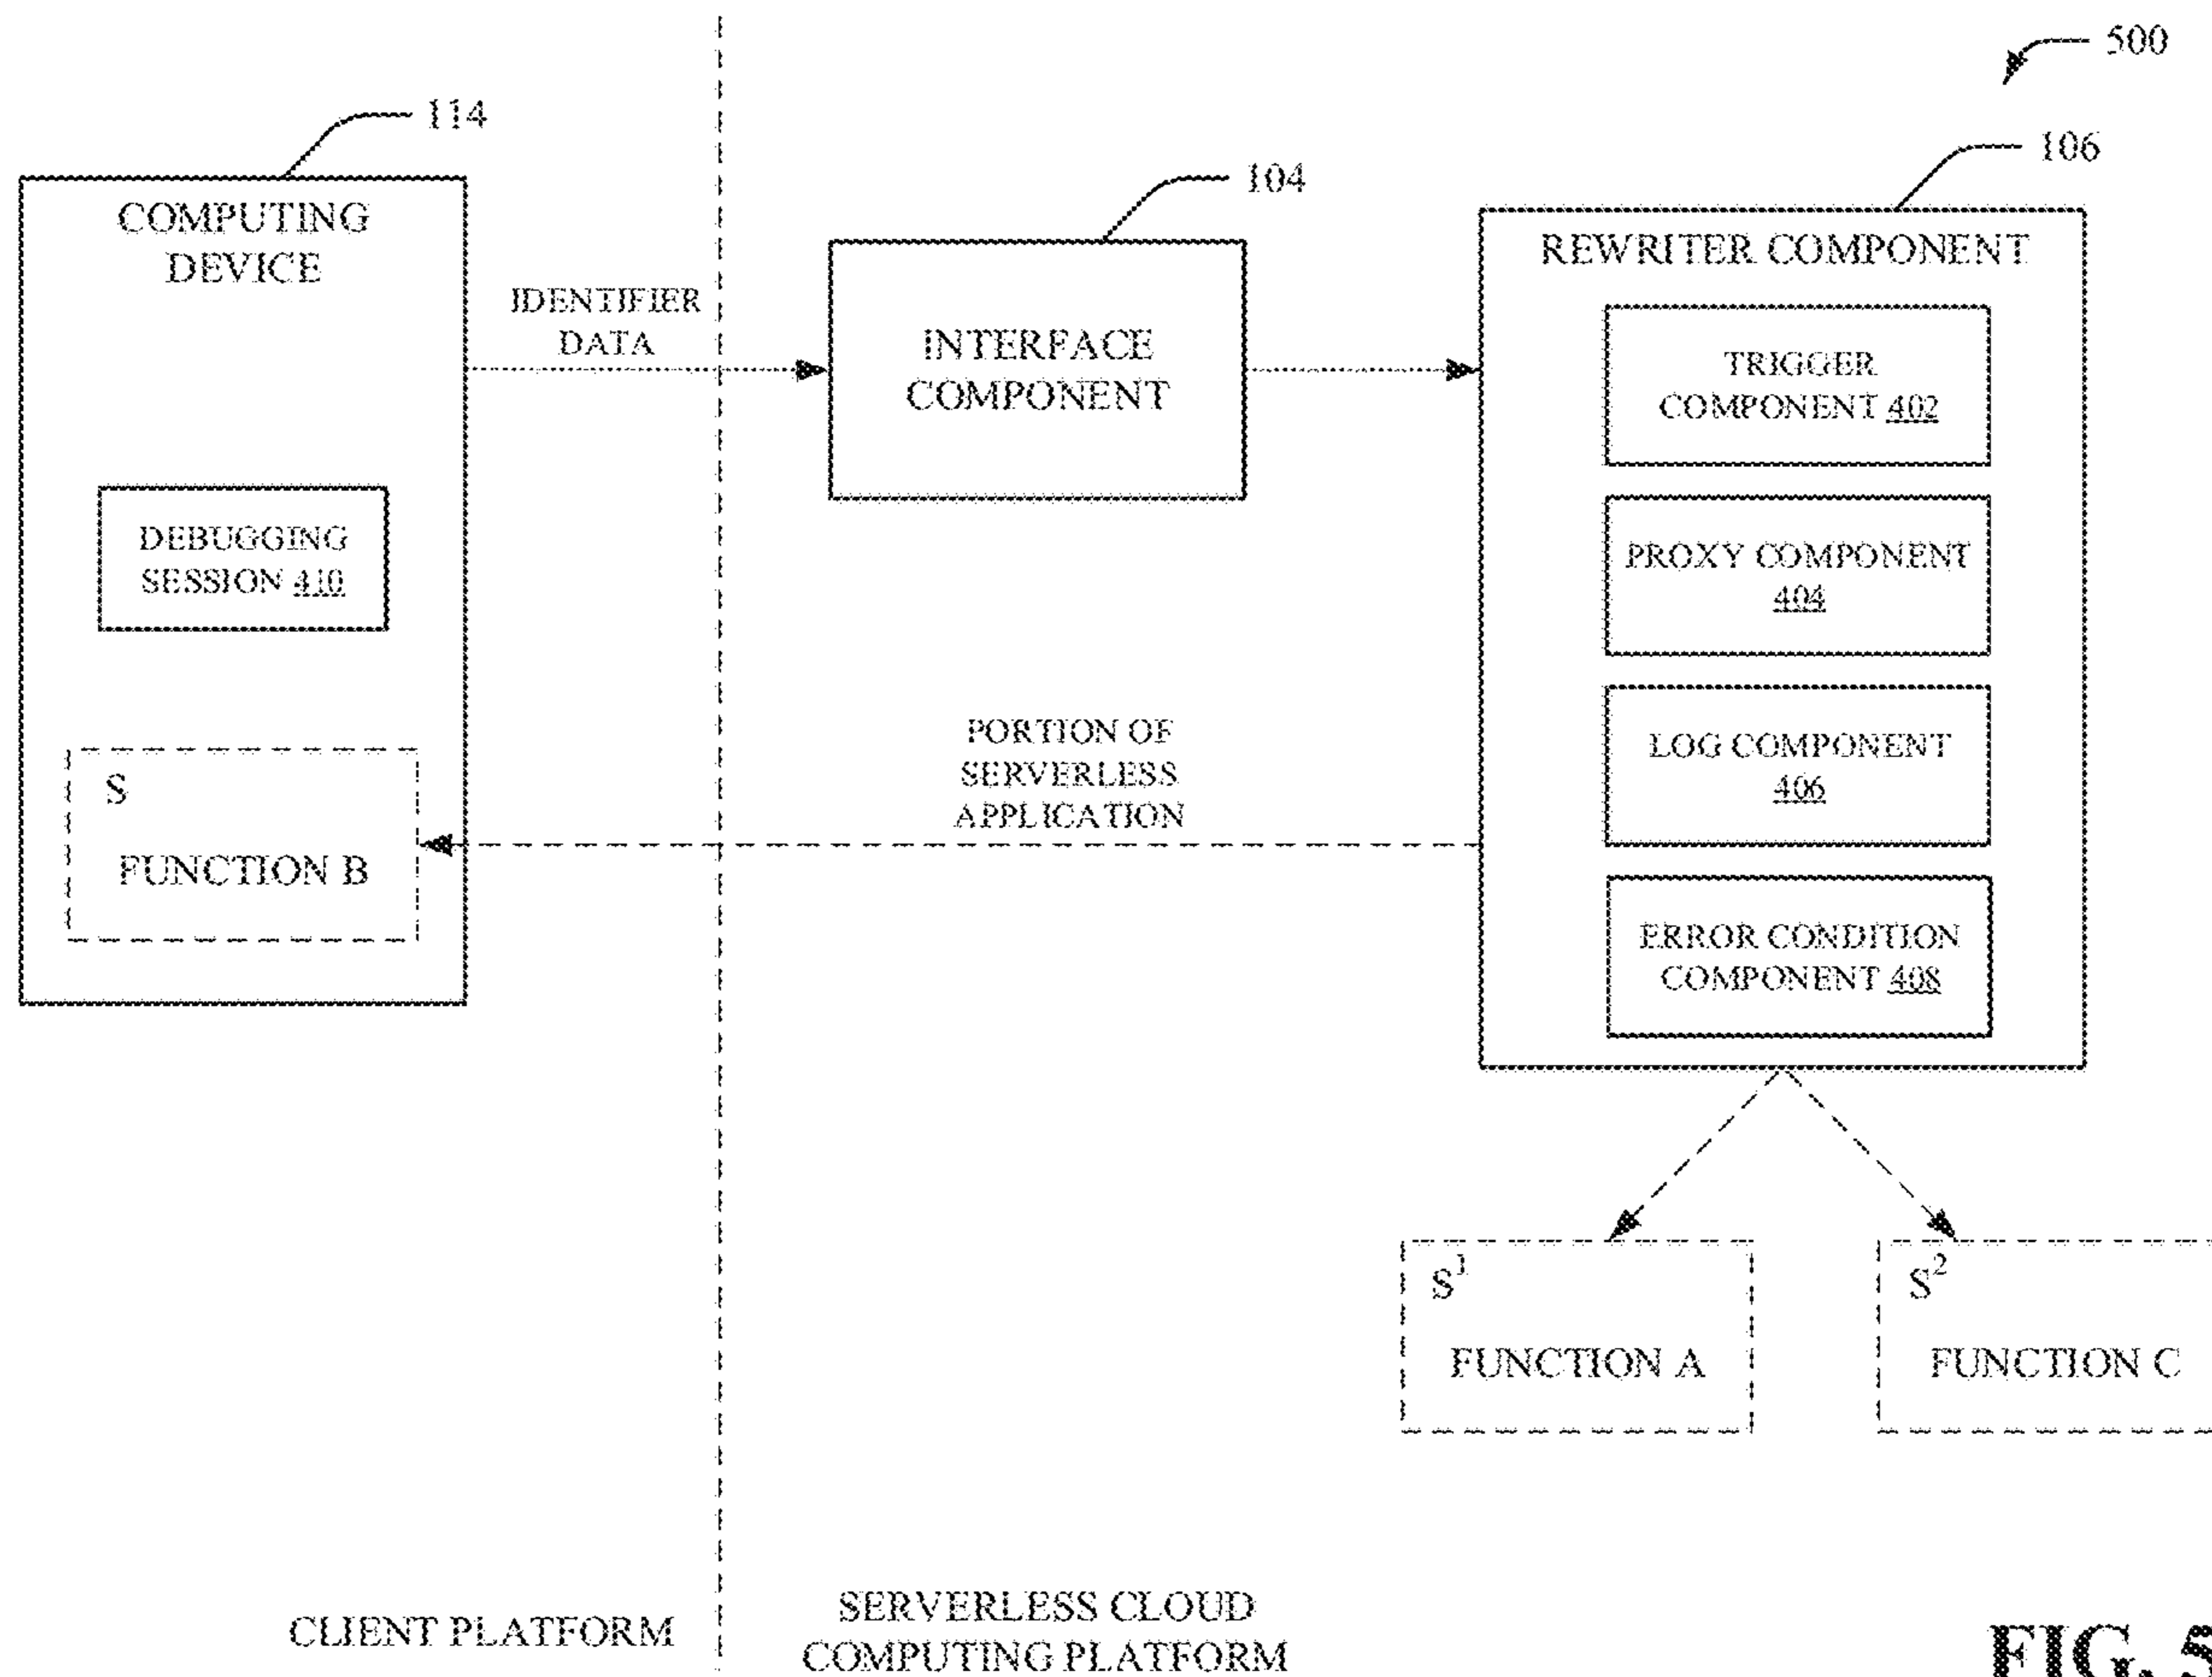 500
114
106
104
COMPUTING
DEVICE
REWRITER COMPONENT
IDENTIFIER
DATA
INTERFACE
COMPONENT
TRIGGER
COMPONENT 402
DEBUGGING
SESSION 410
PROXY COMPONENT
404
PORTION OF
SERVERLESS
APPLICATION
LOG COMPONENT
406
S
FUNCTION B
ERROR CONDITION
COMPONENT 408
S1
FUNCTION A
S2
FUNCTION C
CLIENT PLATFORM
SERVERLESS CLOUD
COMPUTING PLATFORM
FIG. 5